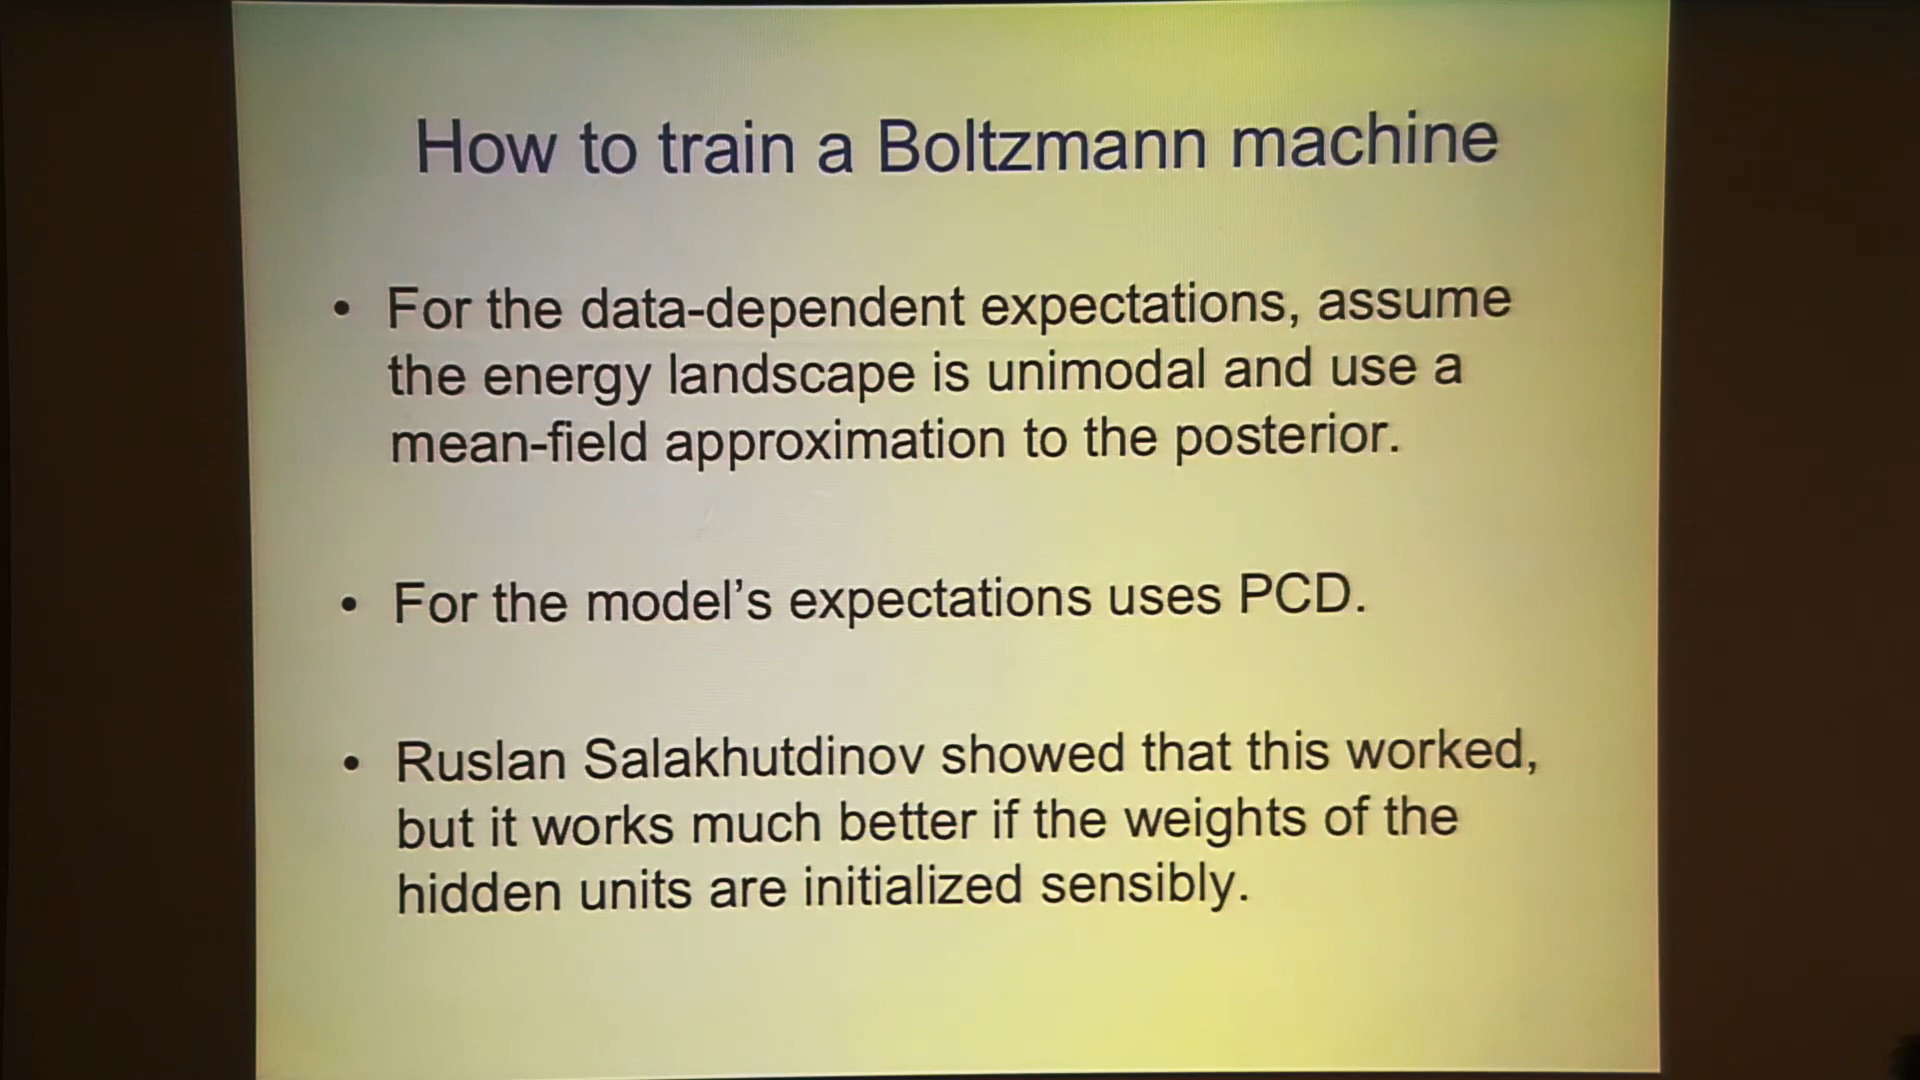 How to train a Boltzmann machine
• For the data-dependent expectations, assume
the energy landscape is unimodal and use a
mean-field approximation to the posterior.
• For the model’s expectations uses PCD.
• Ruslan Salakhutdinov showed that this worked,
but it works much better if the weights of the
hidden units are initialized sensibly.